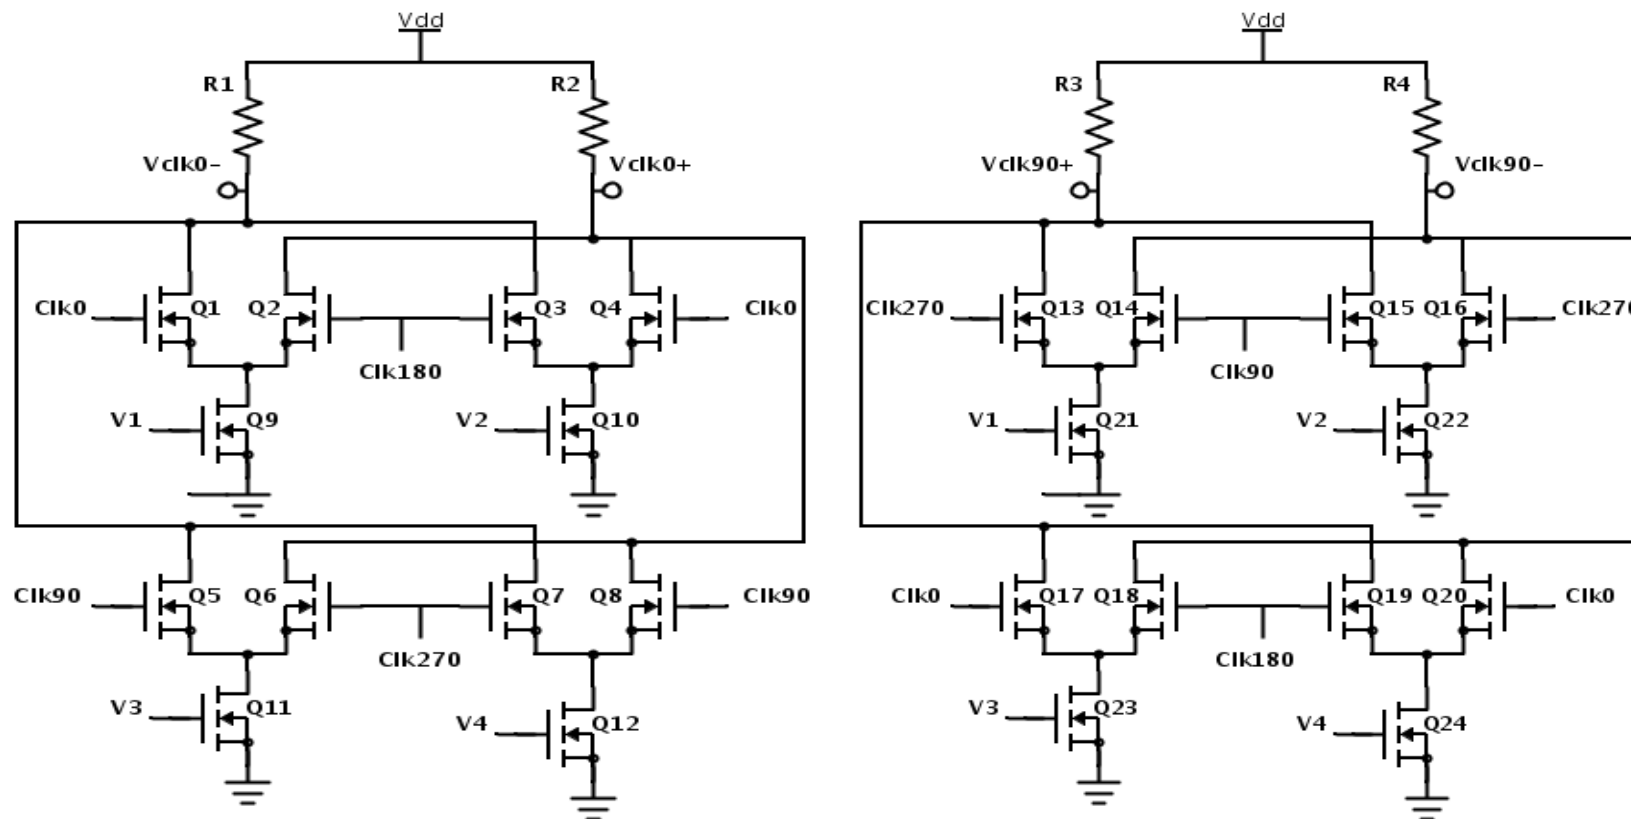 Vdd Vdd
R1 R2 R3 R4
Vclk0- Vclk0+ Vclk90+ Vclk90-
Clk0 Q1 Q2 Q3 Q4 Clk0 Clk270 Q13 Q14 Q15 Q16 Clk270
Clk180 Clk90
V1 Q9 V2 Q10 V1 Q21 V2 Q22
Clk90 Q5 Q6 Q7 Q8 Clk90 Clk0 Q17 Q18 Q19 Q20 Clk0
Clk270 Clk180
V3 Q11 V4 Q12 V3 Q23 V4 Q24